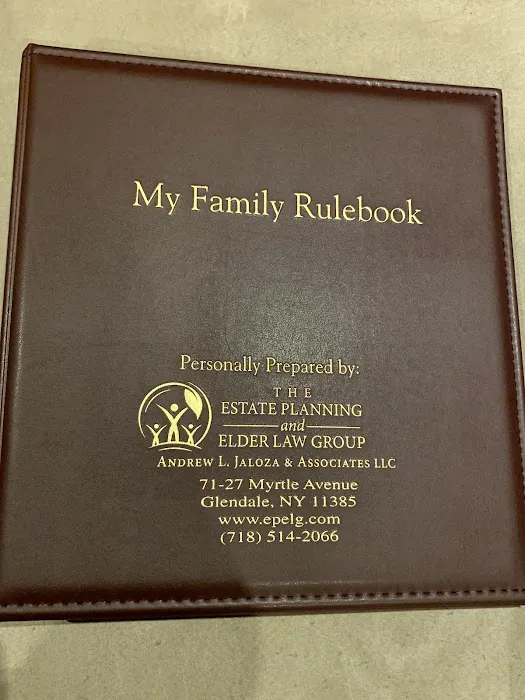 My Family Rulebook
Personally Prepared by:
THE
ESTATE PLANNING
and
ELDER LAW GROUP
ANDREW L. JALOZA & ASSOCIATES LLC
71-27 Myrtle Avenue
Glendale, NY 11385
www.epelg.com
(718) 514-2066